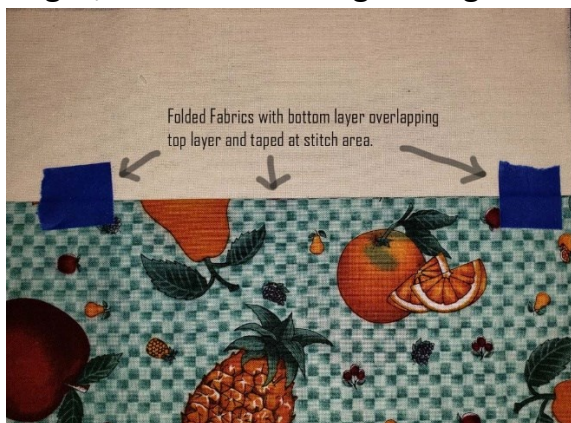 Folded Fabrics with bottom layer overlapping
top layer and taped at stitch area.